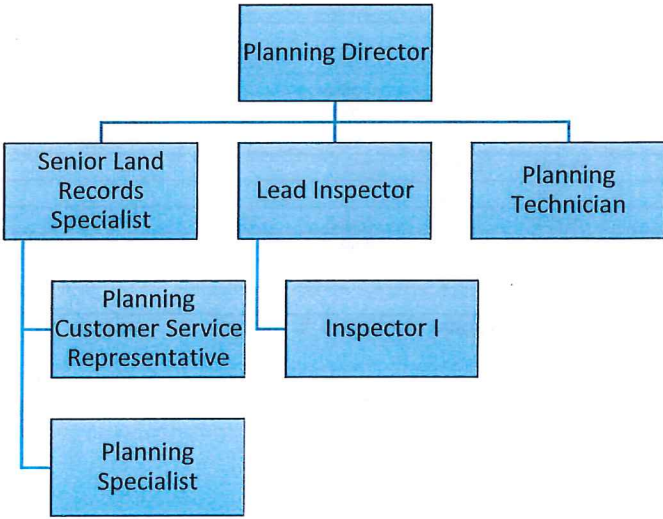 Planning Director
Senior Land
Records
Specialist
Lead Inspector
Planning
Technician
Planning
Customer Service
Representative
Inspector I
Planning
Specialist